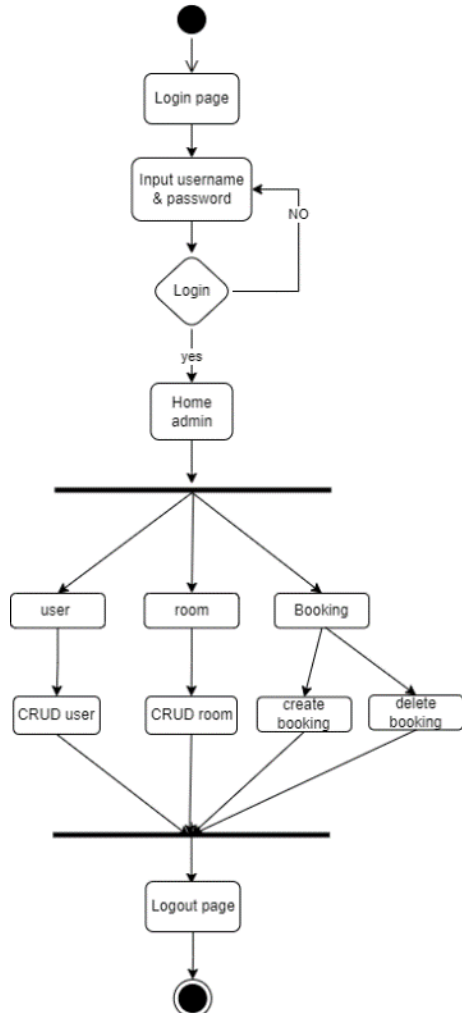 Login page
Input username
& password
NO
Login
yes
Home
admin
user
room
Booking
CRUD user
CRUD room
create
booking
delete
booking
Logout page